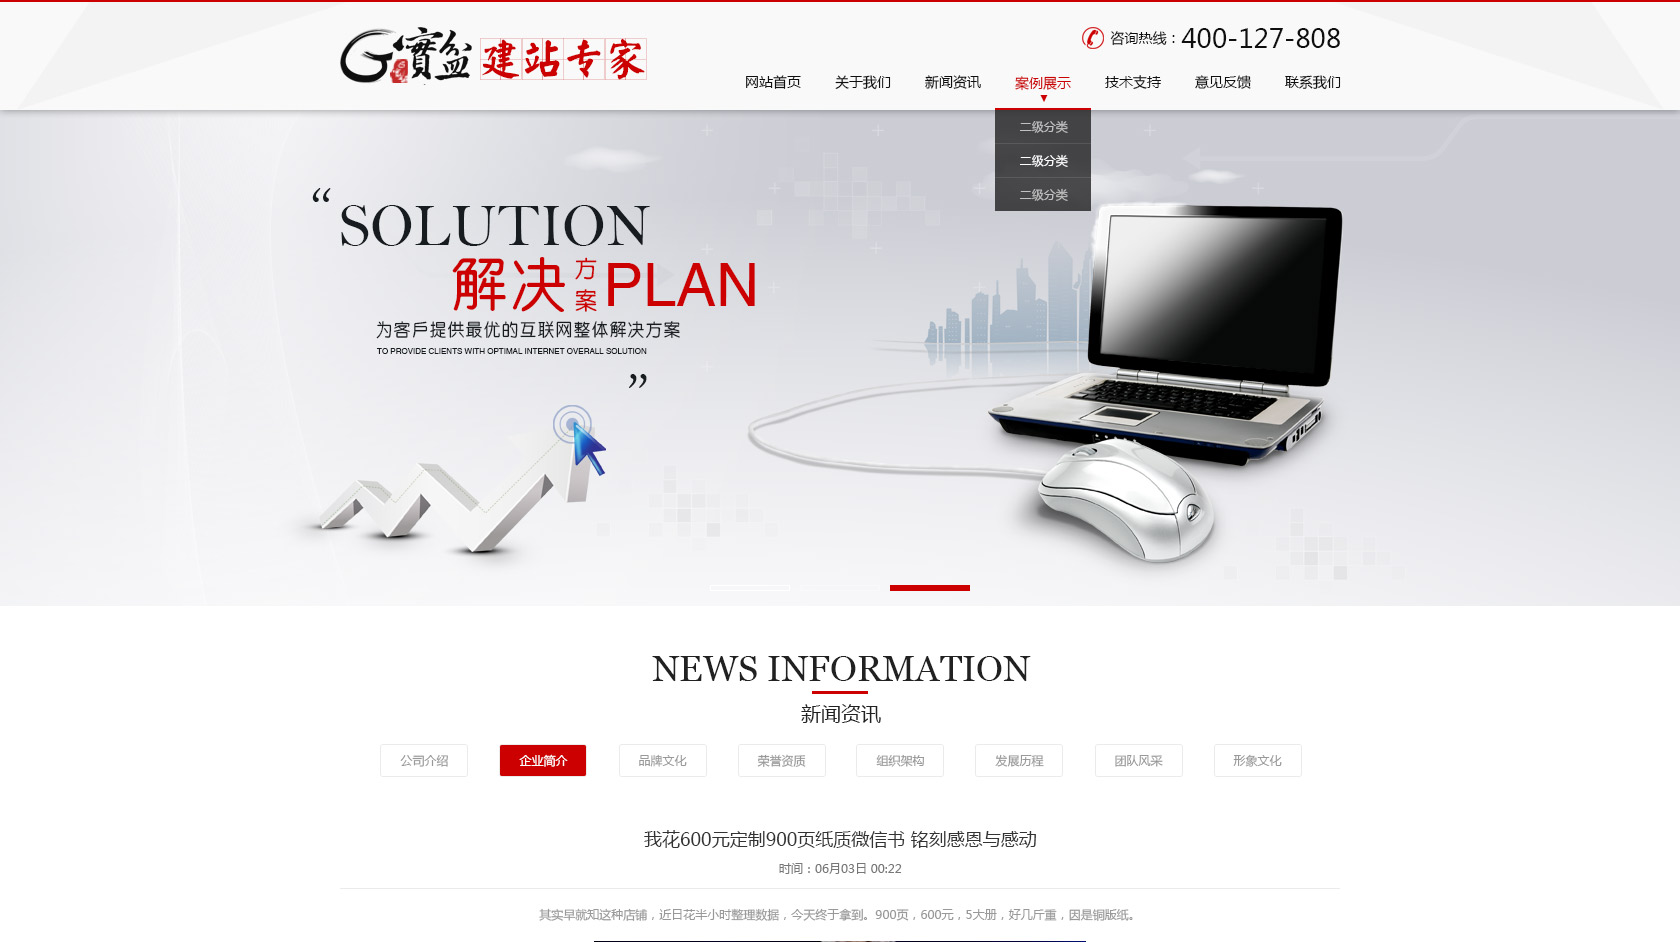 G 實盆 建站专家
咨询热线：400-127-808
网站首页 关于我们 新闻资讯 案例展示 技术支持 意见反馈 联系我们
二级分类
二级分类
二级分类
“ SOLUTION
解决方案 PLAN
为客戶提供最优的互联网整体解决方案
TO PROVIDE CLIENTS WITH OPTIMAL INTERNET OVERALL SOLUTION
”
NEWS INFORMATION
新闻资讯
公司介绍 企业简介 品牌文化 荣誉资质 组织架构 发展历程 团队风采 形象文化
我花600元定制900页纸质微信书 铭刻感恩与感动
时间：06月03日 00:22
其实早就知这种店铺，近日花半小时整理数据，今天终于拿到。900页，600元，5大册，好几斤重，因是铜版纸。